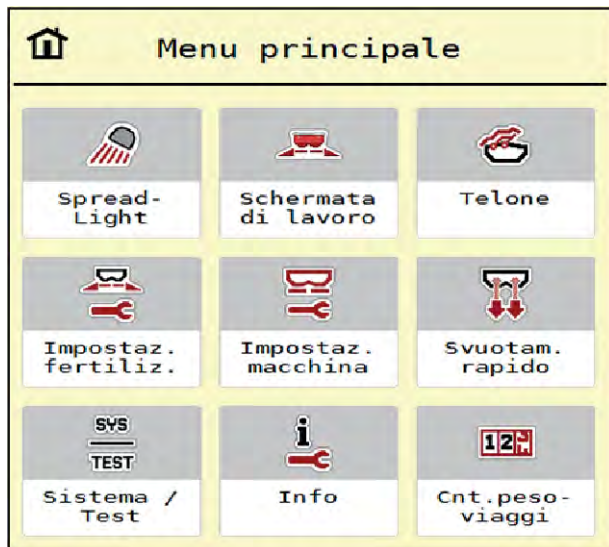 Menu principale
Spread-
Light
Schermata
di lavoro
Telone
Impostaz.
fertiliz.
Impostaz.
macchina
Svuotam.
rapido
SYS
TEST
Sistema /
Test
i
Info
12
Cnt.peso-
viaggi